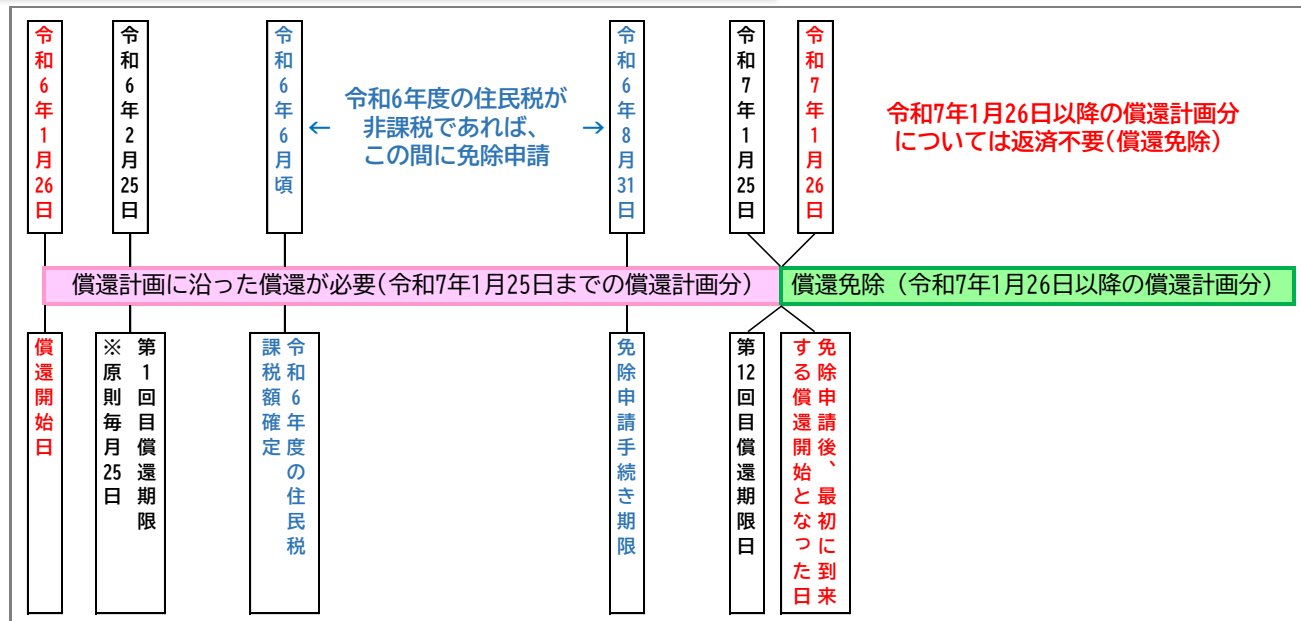 令和6年1月26日
令和6年2月25日
令和6年6月頃
←
令和6年度の住民税が
非課税であれば、
この間に免除申請
→
令和6年8月31日
令和7年1月25日
令和7年1月26日
令和7年1月26日以降の償還計画分
については返済不要(償還免除)
償還計画に沿った償還が必要(令和7年1月25日までの償還計画分)
償還免除（令和7年1月26日以降の償還計画分）
償還開始日
第1回目償還期限
※原則毎月25日
令和6年度の住民税
課税額確定
免除申請手続き期限
第12回目償還期限日
免除申請後、最初に到来
する償還開始となった日